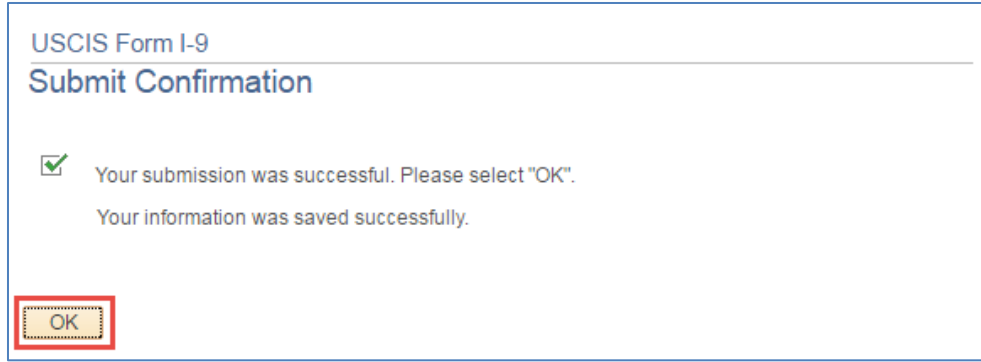 USCIS Form I-9
Submit Confirmation
Your submission was successful. Please select "OK".
Your information was saved successfully.
OK